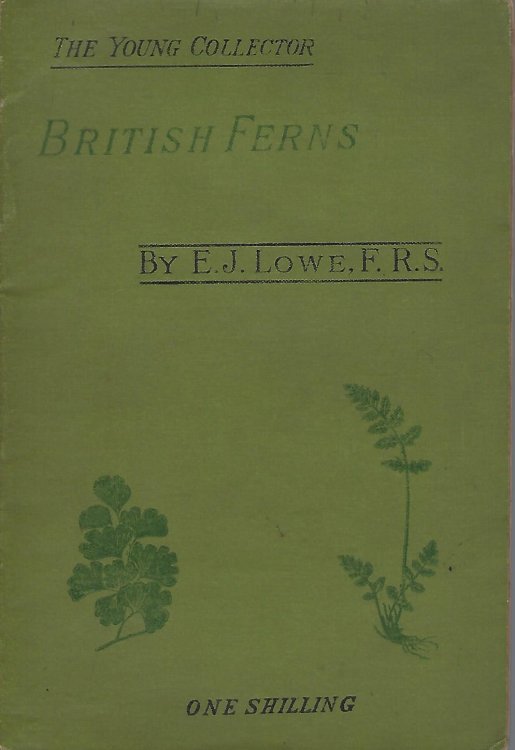 THE YOUNG COLLECTOR
BRITISH FERNS
BY E. J. LOWE, F. R. S.
ONE SHILLING